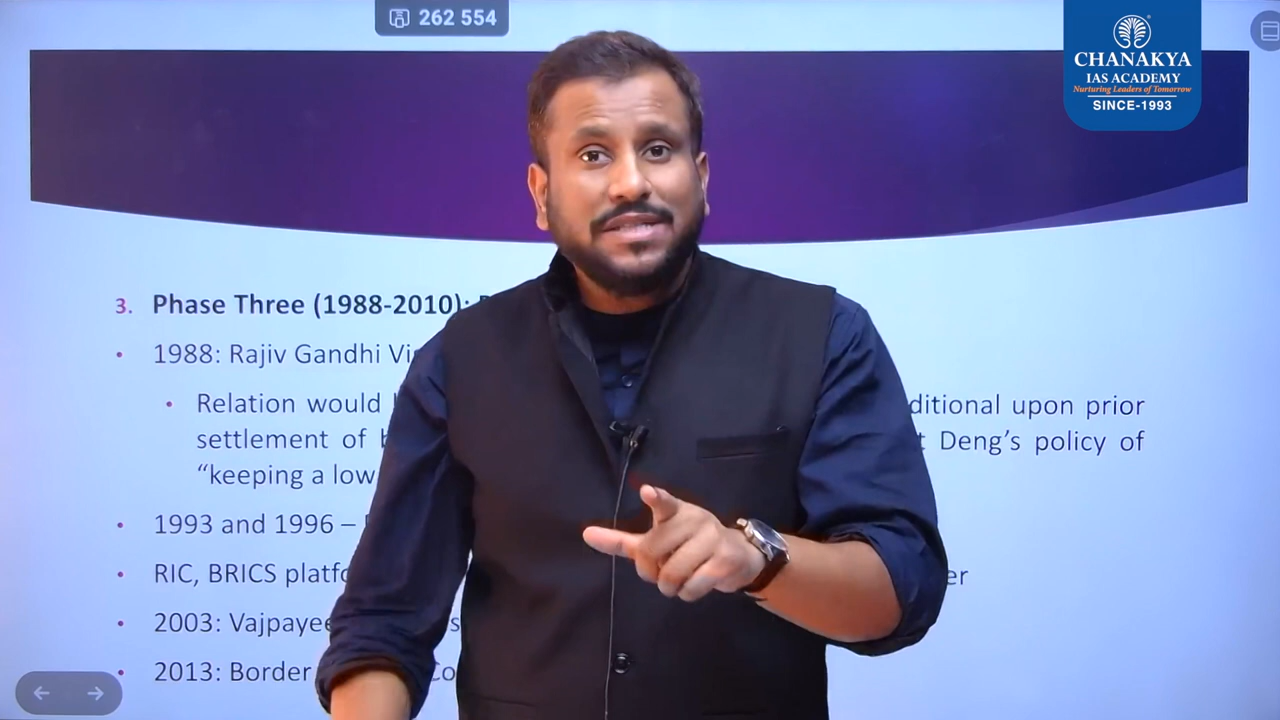 262 554
CHANAKYA
IAS ACADEMY
Nurturing Leaders of Tomorrow
SINCE-1993
3. Phase Three (1988-2010):
• 1988: Rajiv Gandhi
• Relation would ditional upon prior
settlement of Deng’s policy of
“keeping a low
• 1993 and 1996 –
• RIC, BRICS er
• 2003: Vajpayee s
• 2013: Border Co